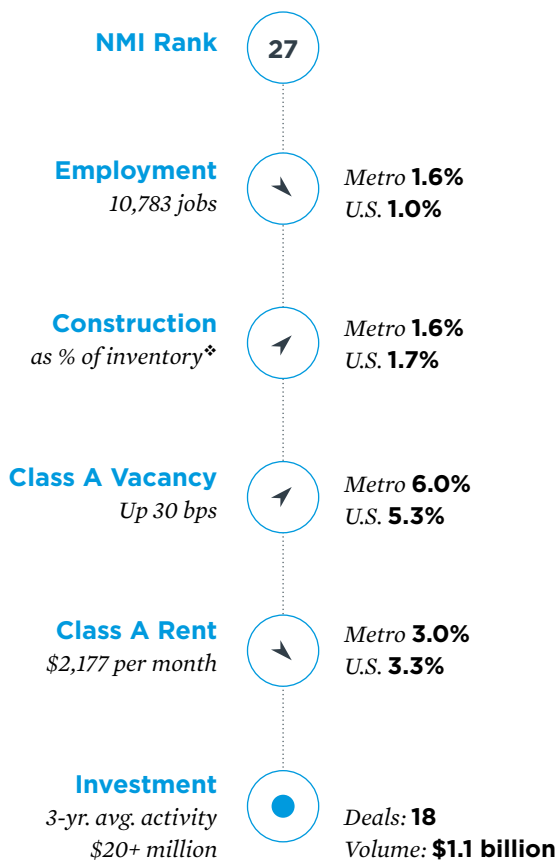 NMI Rank
27
Employment
10,783 jobs
Metro 1.6%
U.S. 1.0%
Construction
as % of inventory❖
Metro 1.6%
U.S. 1.7%
Class A Vacancy
Up 30 bps
Metro 6.0%
U.S. 5.3%
Class A Rent
$2,177 per month
Metro 3.0%
U.S. 3.3%
Investment
3-yr. avg. activity
$20+ million
Deals: 18
Volume: $1.1 billion